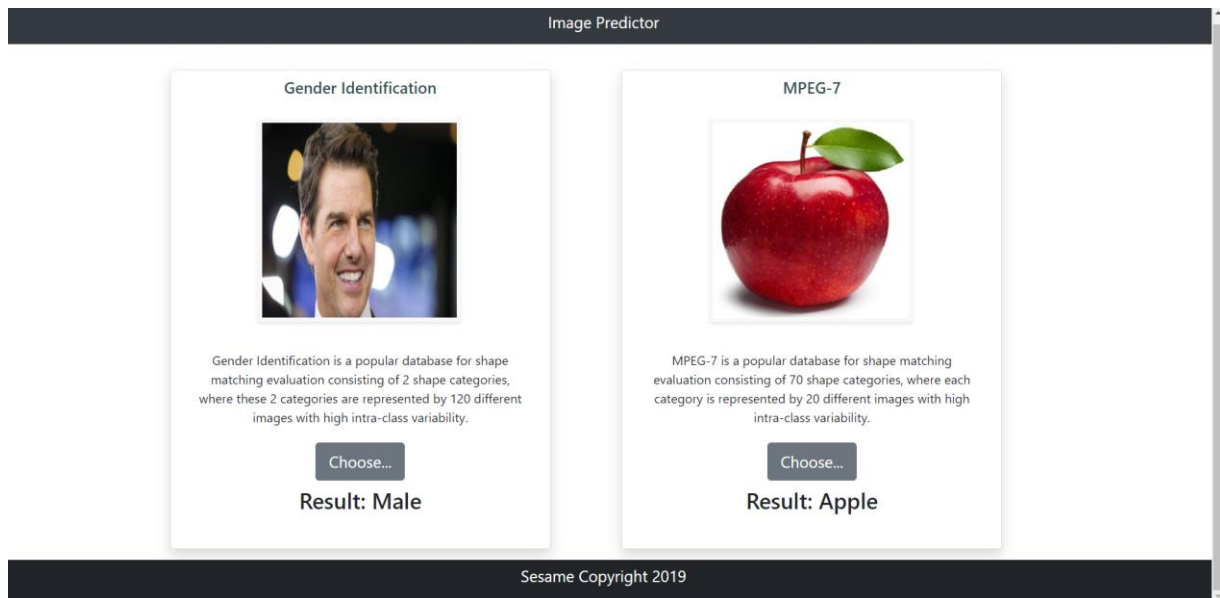 Image Predictor
Gender Identification
Gender Identification is a popular database for shape
matching evaluation consisting of 2 shape categories,
where these 2 categories are represented by 120 different
images with high intra-class variability.
Choose...
Result: Male
MPEG-7
MPEG-7 is a popular database for shape matching
evaluation consisting of 70 shape categories, where each
category is represented by 20 different images with high
intra-class variability.
Choose...
Result: Apple
Sesame Copyright 2019